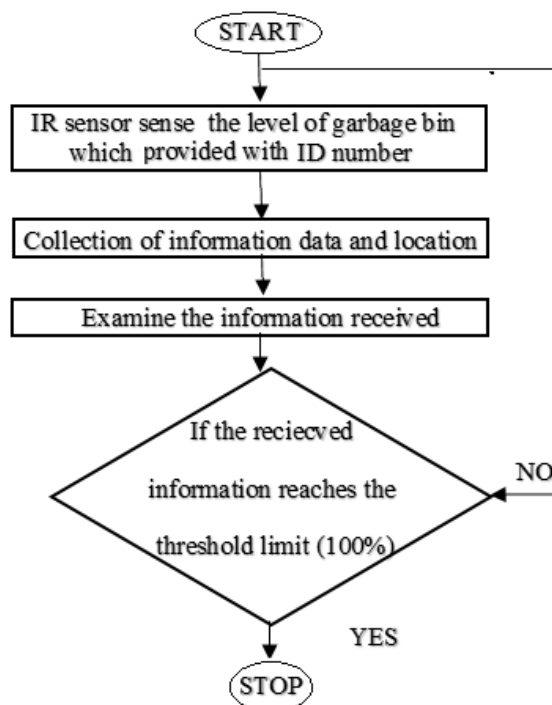 START
IR sensor sense the level of garbage bin
which provided with ID number
Collection of information data and location
Examine the information received
If the reciecved
information reaches the
threshold limit (100%)
NO
YES
STOP